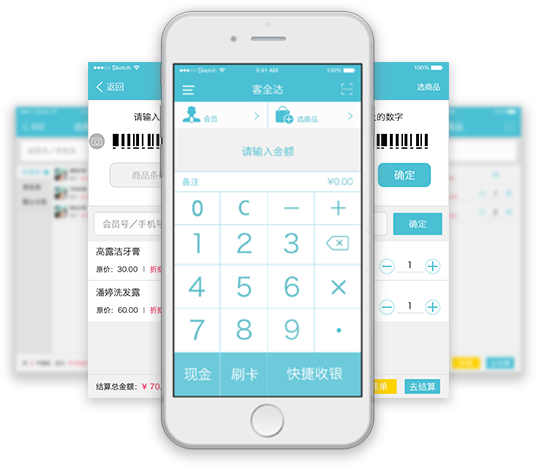 Sketch 9:41 AM 100%
客全达
会员 选商品
请输入金额
备注 ¥0.00
0 C − +
1 2 3
4 5 6 ×
7 8 9 ·
现金 刷卡 快捷收银
Sketch 100%
返回 选商品
请输入 的数字
商品条 确定
会员号／手机号 确定
高露洁牙膏
原价： 30.00 | 折 − 1 +
潘婷洗发露
原价： 60.00 | 折 − 1 +
结算总金额：¥ 70. 单 去结算